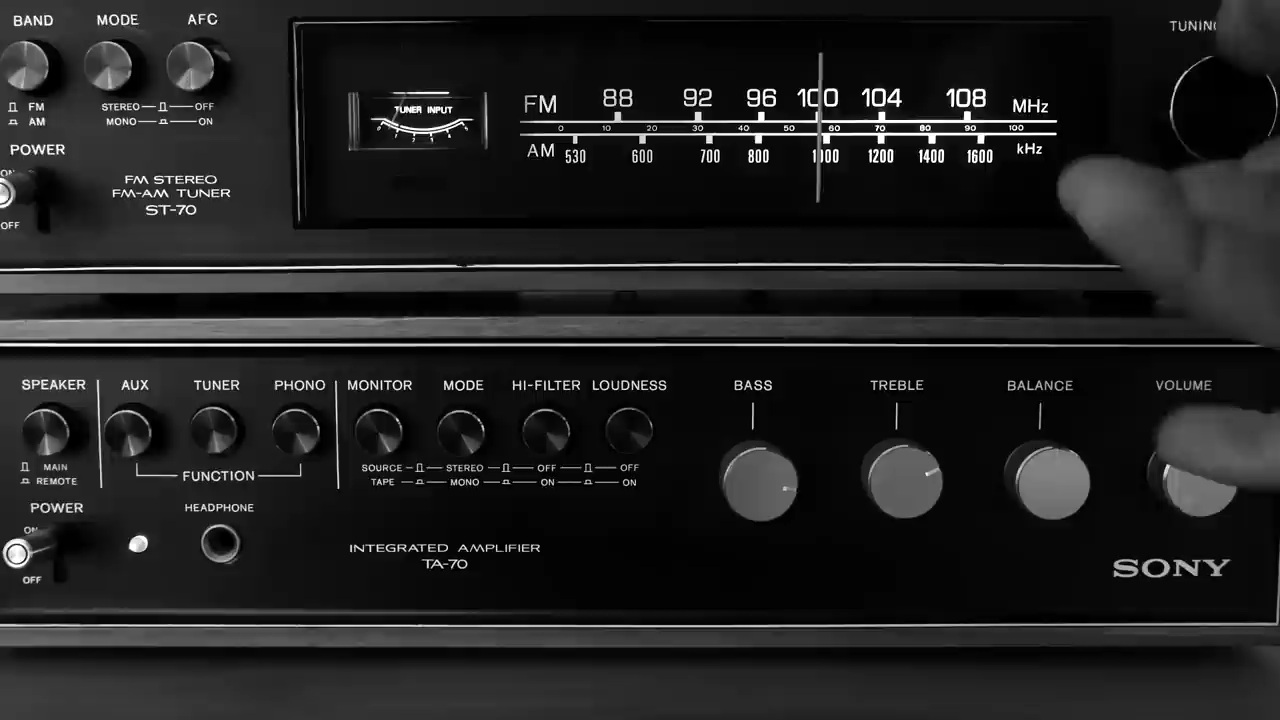 BAND MODE AFC TUNING
FM STEREO OFF
AM MONO ON
POWER
ON
OFF
FM STEREO
FM-AM TUNER
ST-70
TUNER INPUT
FM 88 92 96 100 104 108 MHz
0 10 20 30 40 50 60 70 80 90 100
AM 530 600 700 800 1000 1200 1400 1600 kHz
SPEAKER AUX TUNER PHONO MONITOR MODE HI-FILTER LOUDNESS BASS TREBLE BALANCE VOLUME
MAIN SOURCE STEREO OFF OFF
REMOTE FUNCTION TAPE MONO ON ON
POWER HEADPHONE
ON
OFF
INTEGRATED AMPLIFIER
TA-70
SONY